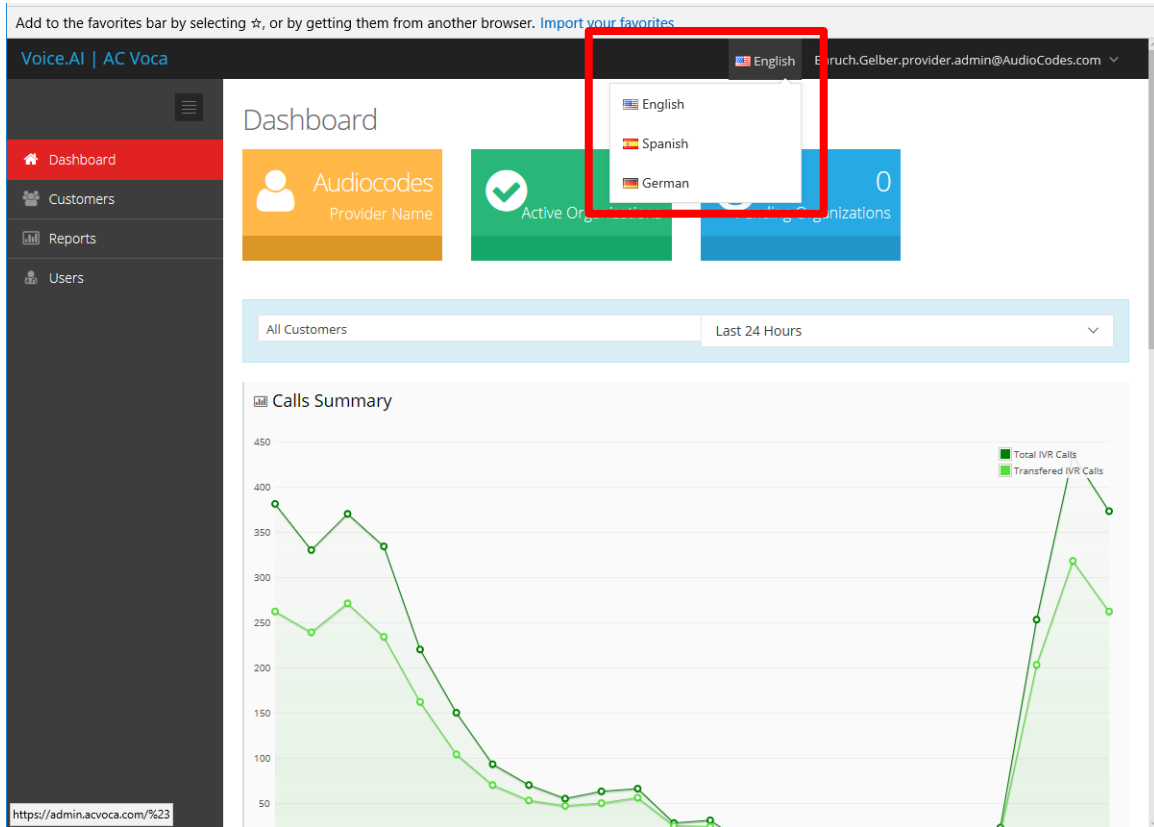 Add to the favorites bar by selecting ☆, or by getting them from another browser. Import your favorites
Voice.AI | AC Voca
English
ruch.Gelber.provider.admin@AudioCodes.com
English
Spanish
German
Dashboard
Customers
Reports
Users
Dashboard
Audiocodes
Provider Name
Active
0
Organizations
All Customers
Last 24 Hours
Calls Summary
Total IVR Calls
Transfered IVR Calls
450
400
350
300
250
200
150
100
50
https://admin.acvoca.com/%23